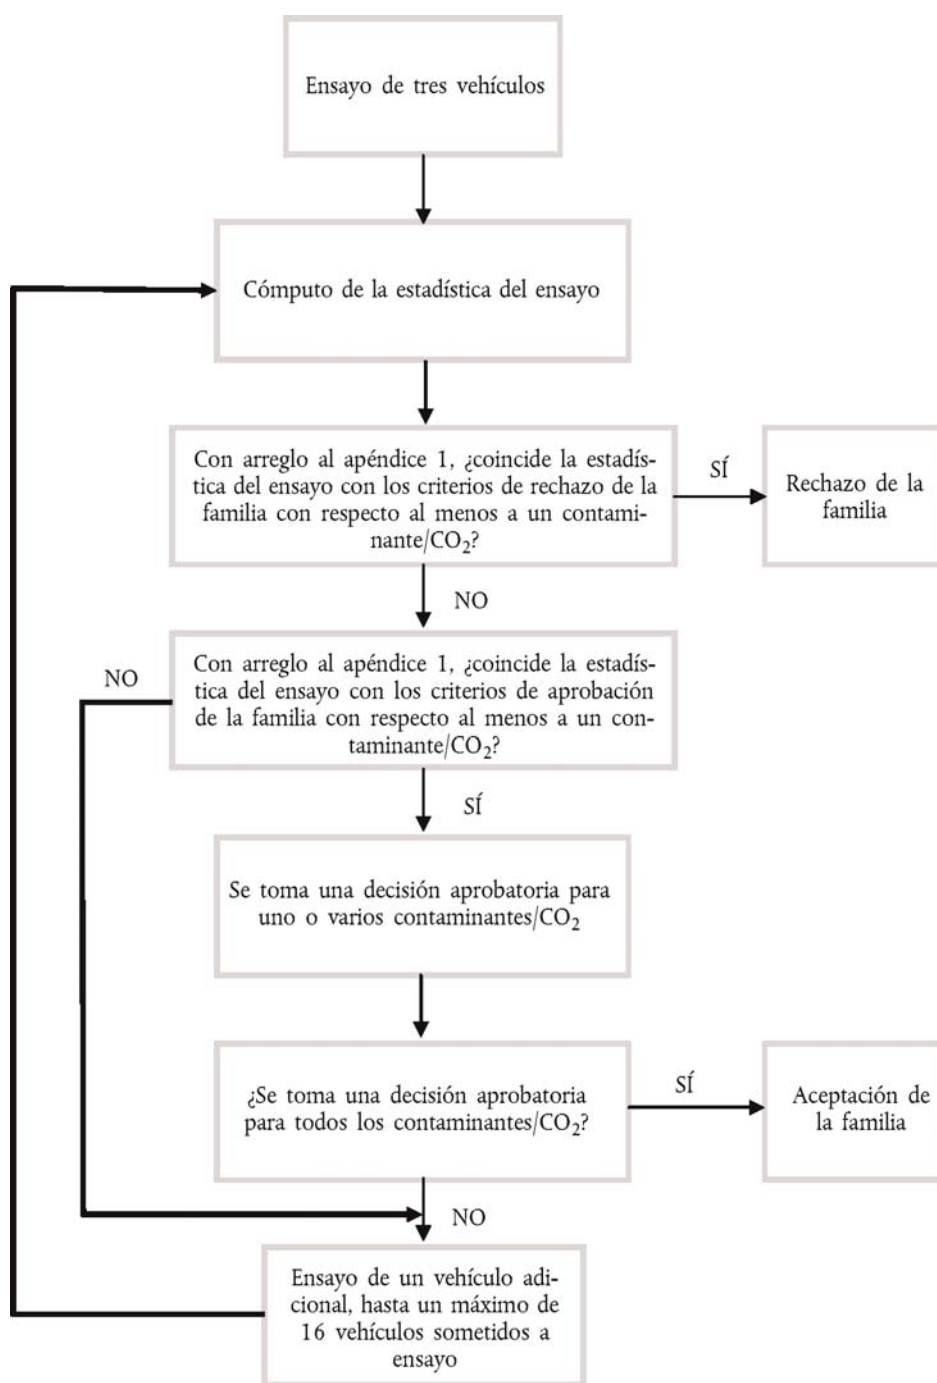 Ensayo de tres vehículos
Cómputo de la estadística del ensayo
Con arreglo al apéndice 1, ¿coincide la estadís-
tica del ensayo con los criterios de rechazo de la
familia con respecto al menos a un contami-
nante/CO₂?
SÍ
Rechazo de la
familia
NO
Con arreglo al apéndice 1, ¿coincide la estadís-
tica del ensayo con los criterios de aprobación
de la familia con respecto al menos a un con-
taminante/CO₂?
NO
SÍ
Se toma una decisión aprobatoria para
uno o varios contaminantes/CO₂
¿Se toma una decisión aprobatoria
para todos los contaminantes/CO₂?
SÍ
Aceptación de
la familia
NO
Ensayo de un vehículo adi-
cional, hasta un máximo de
16 vehículos sometidos a
ensayo